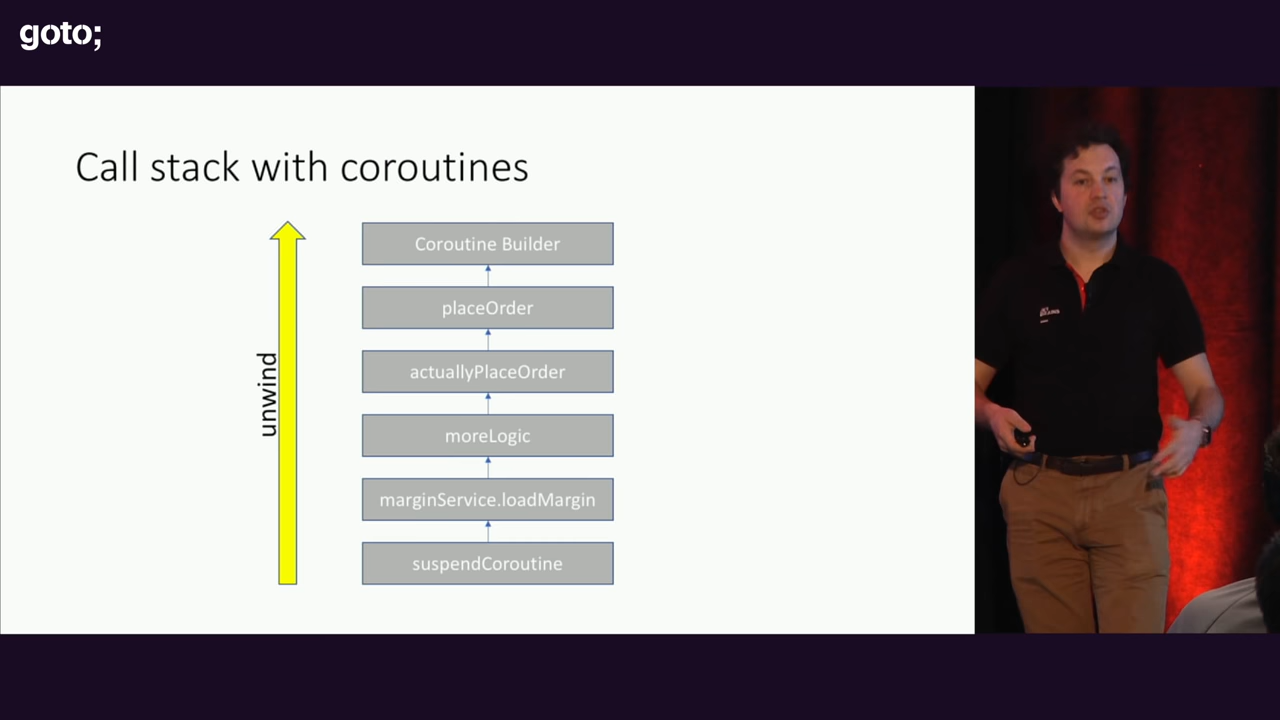 goto;
Call stack with coroutines
Coroutine Builder
placeOrder
actuallyPlaceOrder
moreLogic
marginService.loadMargin
suspendCoroutine
unwind